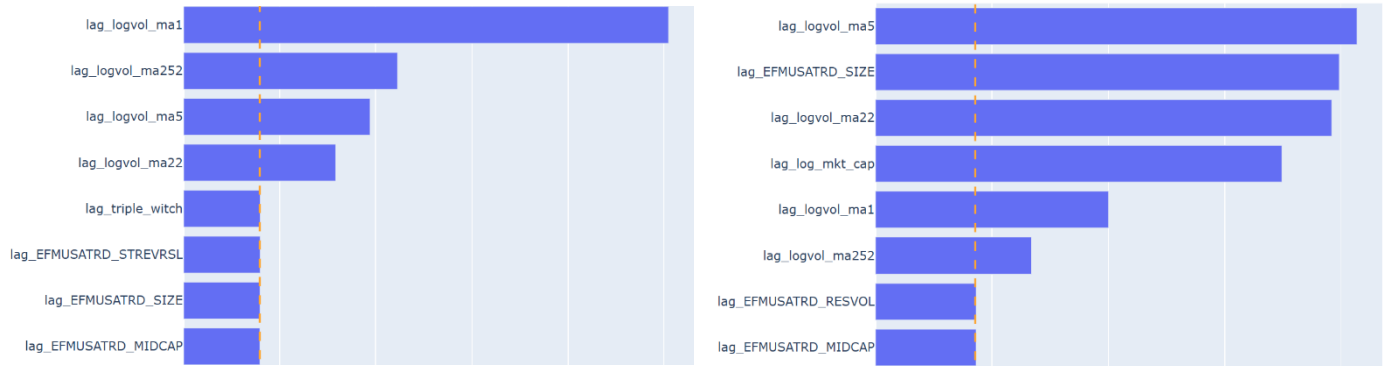 lag_logvol_ma1
lag_logvol_ma252
lag_logvol_ma5
lag_logvol_ma22
lag_triple_witch
lag_EFMUSATRD_STREVRSL
lag_EFMUSATRD_SIZE
lag_EFMUSATRD_MIDCAP
lag_logvol_ma5
lag_EFMUSATRD_SIZE
lag_logvol_ma22
lag_log_mkt_cap
lag_logvol_ma1
lag_logvol_ma252
lag_EFMUSATRD_RESVOL
lag_EFMUSATRD_MIDCAP